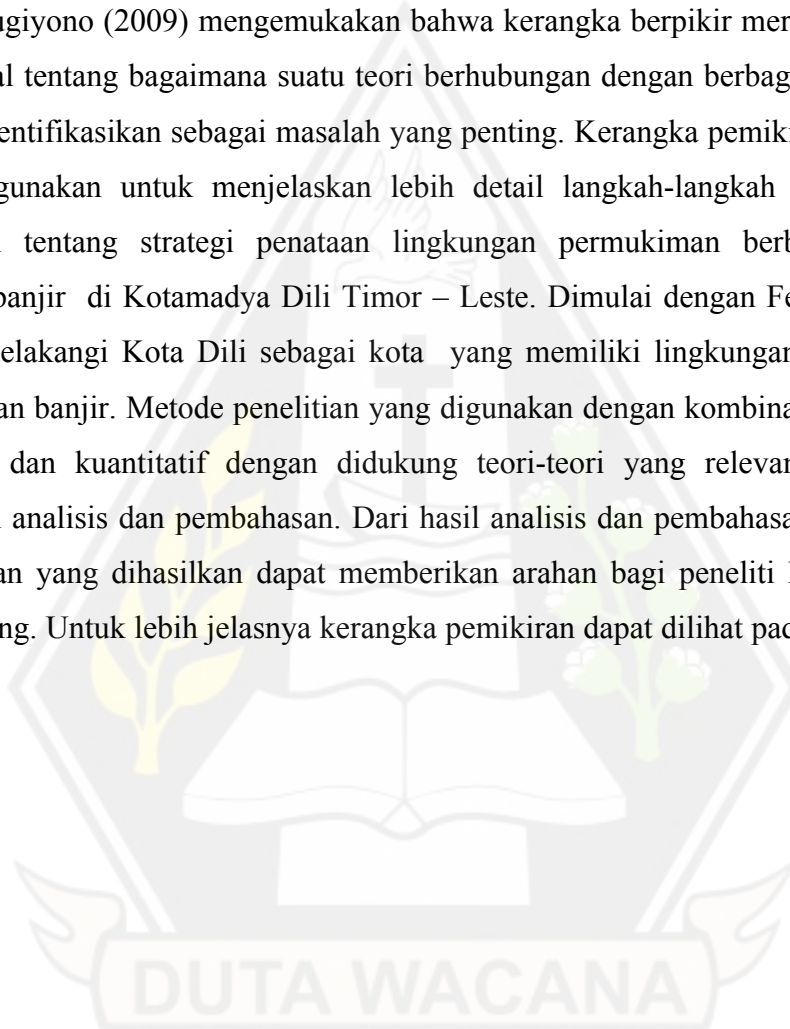 ugiyono (2009) mengemukakan bahwa kerangka berpikir mer
al tentang bagaimana suatu teori berhubungan dengan berbag
entifikasikan sebagai masalah yang penting. Kerangka pemiki
gunakan untuk menjelaskan lebih detail langkah-langkah
tentang strategi penataan lingkungan permukiman berb
banjir di Kotamadya Dili Timor – Leste. Dimulai dengan Fe
elakangi Kota Dili sebagai kota yang memiliki lingkungan
an banjir. Metode penelitian yang digunakan dengan kombina
dan kuantitatif dengan didukung teori-teori yang relevan
analisis dan pembahasan. Dari hasil analisis dan pembahasa
an yang dihasilkan dapat memberikan arahan bagi peneliti
ng. Untuk lebih jelasnya kerangka pemikiran dapat dilihat pad
DUTA WACANA